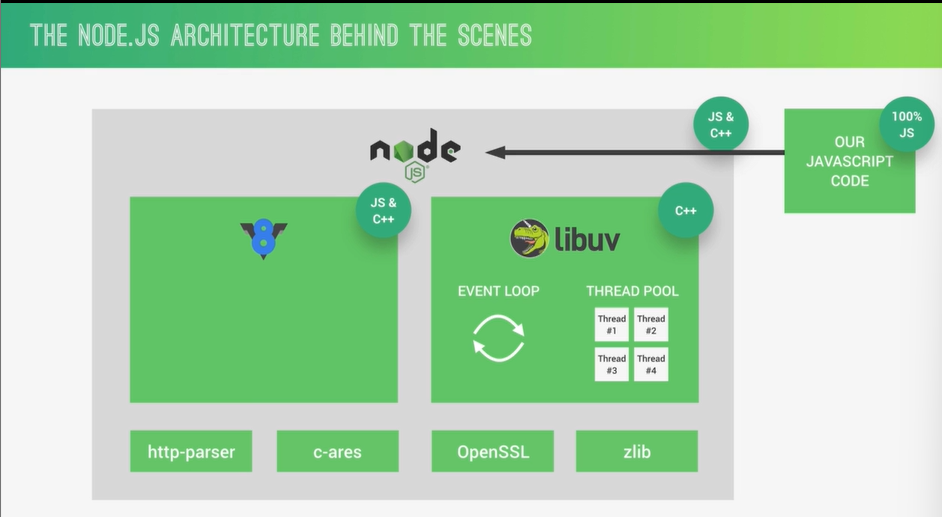 THE NODE.JS ARCHITECTURE BEHIND THE SCENES
JS &
C++
100%
JS
OUR
JAVASCRIPT
CODE
node
JS
JS &
C++
8
C++
libuv
EVENT LOOP
THREAD POOL
Thread
#1
Thread
#2
Thread
#3
Thread
#4
http-parser
c-ares
OpenSSL
zlib